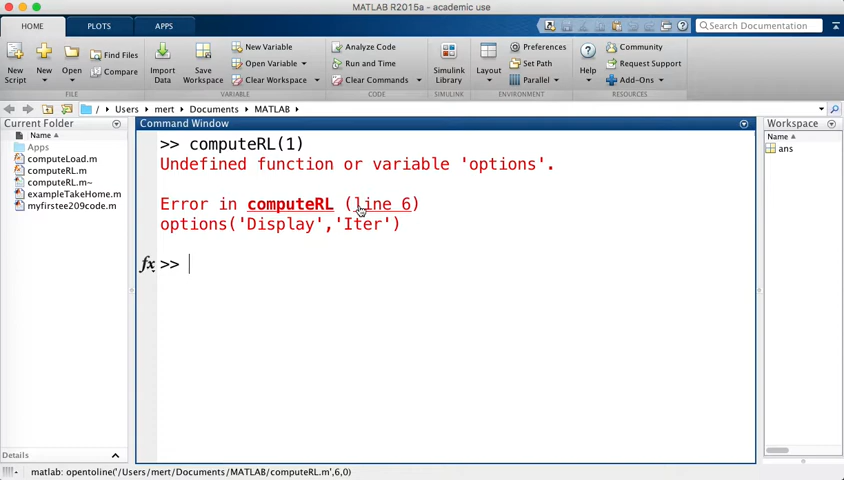 MATLAB R2015a - academic use
HOME PLOTS APPS
Search Documentation
New Script
New
Open
Find Files
Compare
Import Data
Save Workspace
New Variable
Open Variable
Clear Workspace
Analyze Code
Run and Time
Clear Commands
Simulink Library
Layout
Preferences
Set Path
Parallel
Help
Community
Request Support
Add-Ons
FILE VARIABLE CODE SIMULINK ENVIRONMENT RESOURCES
/ Users mert Documents MATLAB
Current Folder
Name
Apps
computeLoad.m
computeRL.m
computeRL.m~
exampleTakeHome.m
myfirstee209code.m
Details
Command Window
>> computeRL(1)
Undefined function or variable 'options'.
Error in computeRL (line 6)
options('Display','Iter')
fx >>
Workspace
Name
ans
matlab: opentoline('/Users/mert/Documents/MATLAB/computeRL.m',6,0)